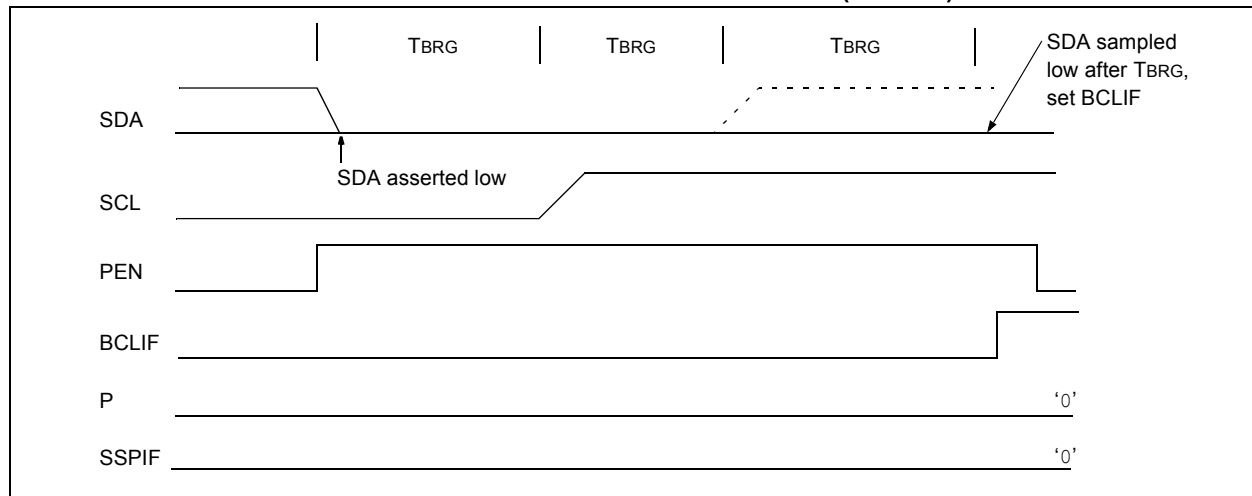 TBRG TBRG TBRG
SDA sampled
low after TBRG,
set BCLIF
SDA
SDA asserted low
SCL
PEN
BCLIF
P
‘0’
SSPIF
‘0’